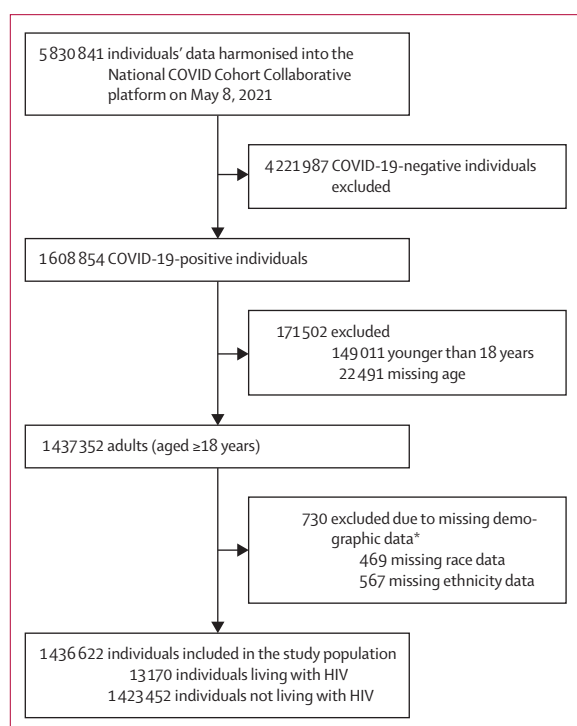 5 830 841 individuals' data harmonised into the
National COVID Cohort Collaborative
platform on May 8, 2021
4 221 987 COVID-19-negative individuals
excluded
1 608 854 COVID-19-positive individuals
171 502 excluded
149 011 younger than 18 years
22 491 missing age
1 437 352 adults (aged ≥18 years)
730 excluded due to missing demo-
graphic data*
469 missing race data
567 missing ethnicity data
1 436 622 individuals included in the study population
13 170 individuals living with HIV
1 423 452 individuals not living with HIV